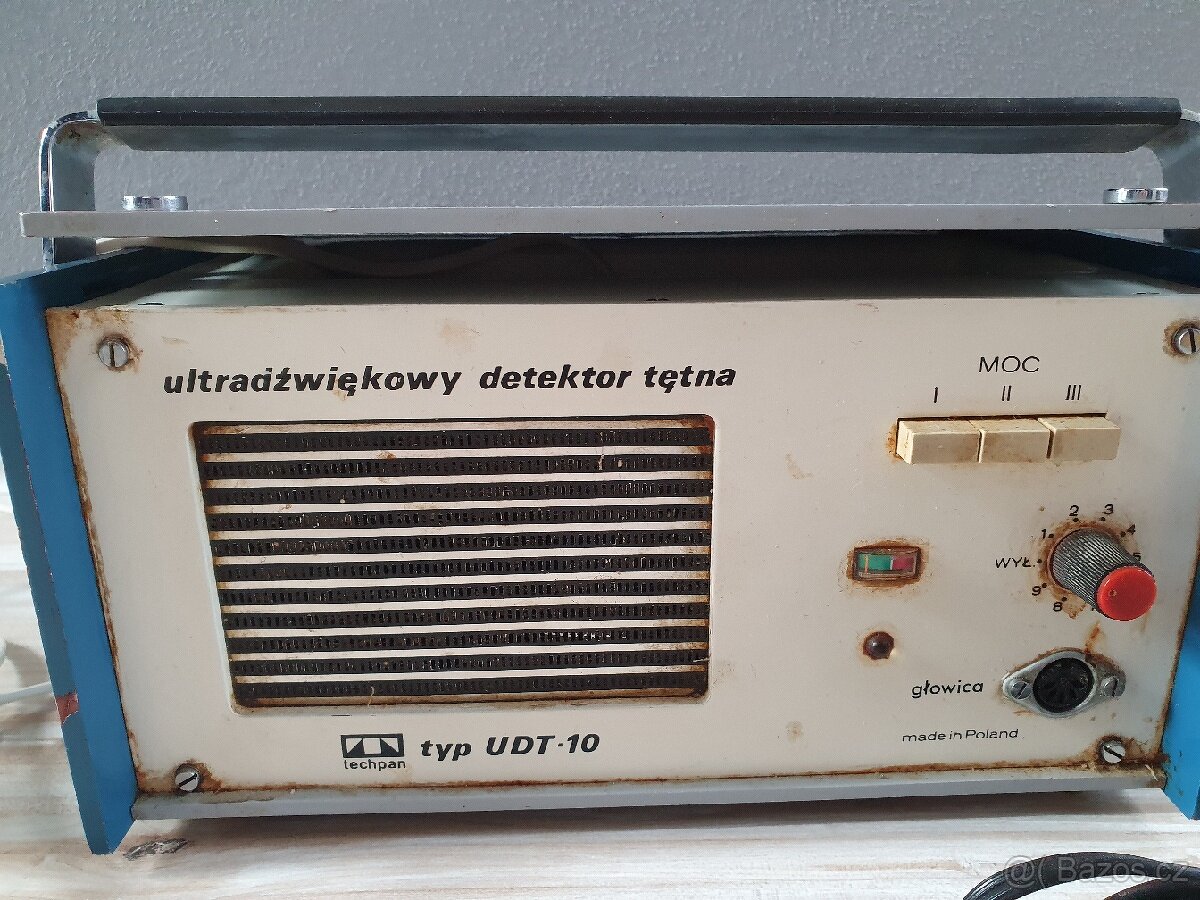 ultradźwiękowy detektor tętna
MOC
I II III
1 2 3 4 5
WYŁ.
9 8
głowica
made in Poland
techpan
typ UDT-10
@ Bazos.cz